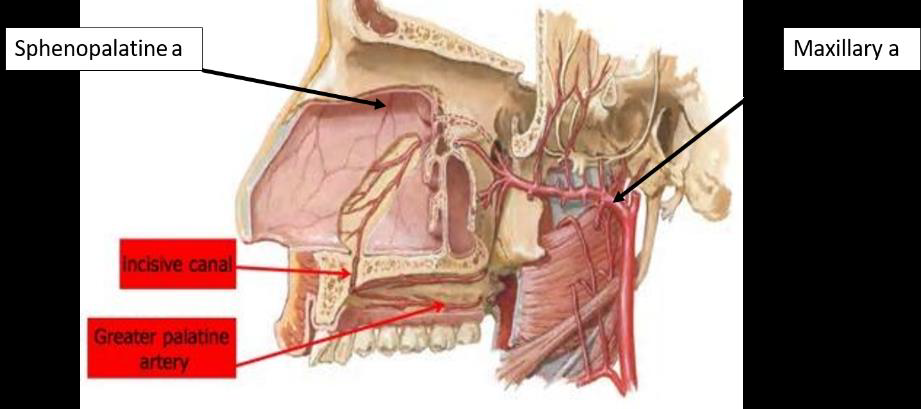 Sphenopalatine a
Maxillary a
Incisive canal
Greater palatine
artery